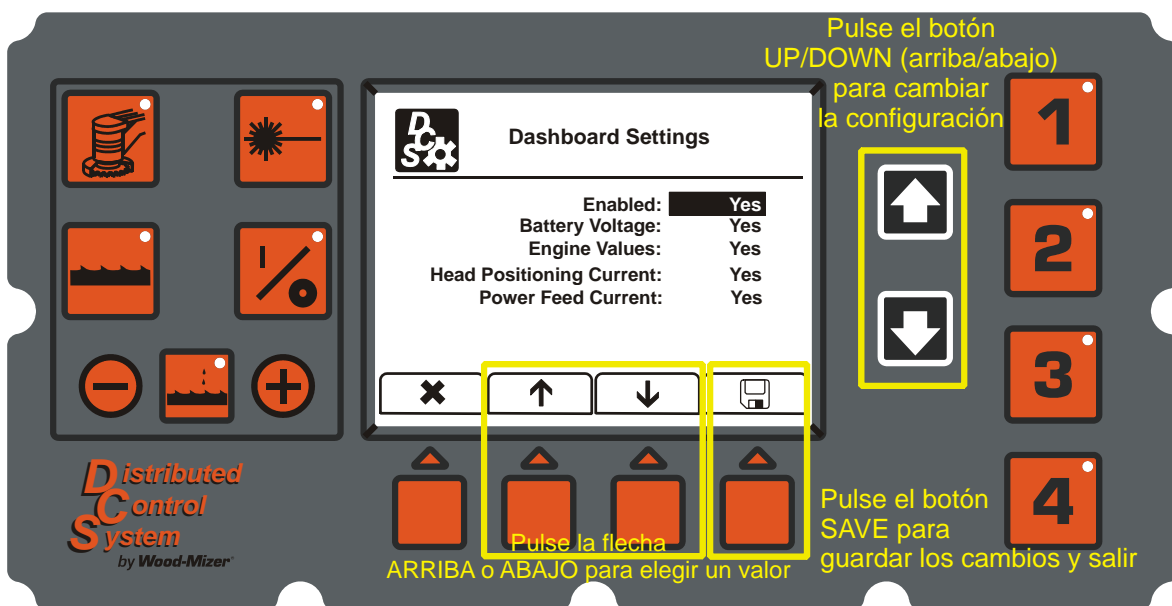 Pulse el botón
UP/DOWN (arriba/abajo)
para cambiar
la configuración
DCS
Dashboard Settings
Enabled: Yes
Battery Voltage: Yes
Engine Values: Yes
Head Positioning Current: Yes
Power Feed Current: Yes
1
2
3
4
Distributed
Control
System
by Wood-Mizer®
Pulse la flecha
ARRIBA o ABAJO para elegir un valor
Pulse el botón
SAVE para
guardar los cambios y salir